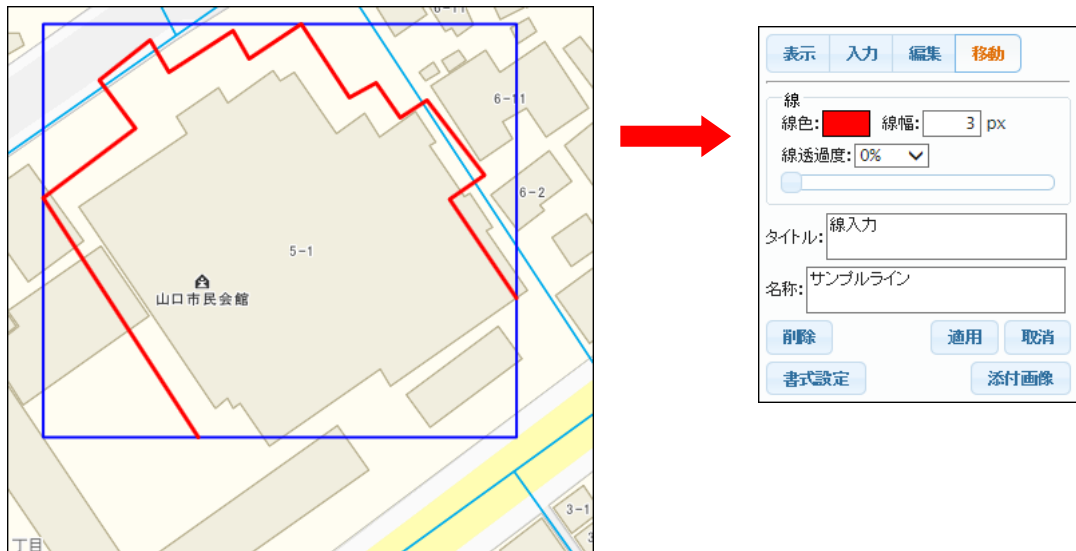 6-11
6-11
6-2
5-1
山口市民会館
3-1
丁目
表示 入力 編集 移動
線
線色: 線幅: 3 px
線透過度: 0%
タイトル: 線入力
名称: サンプルライン
削除 適用 取消
書式設定 添付画像